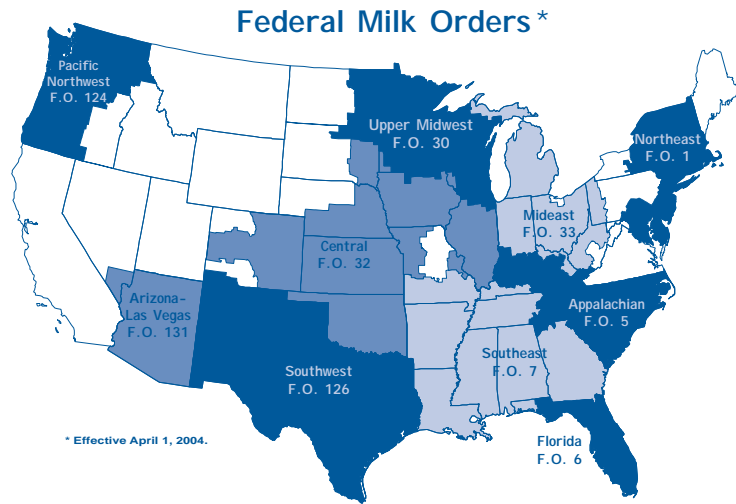 Federal Milk Orders *
Pacific
Northwest
F.O. 124
Upper Midwest
F.O. 30
Northeast
F.O. 1
Mideast
F.O. 33
Central
F.O. 32
Arizona-
Las Vegas
F.O. 131
Appalachian
F.O. 5
Southeast
F.O. 7
Southwest
F.O. 126
* Effective April 1, 2004.
Florida
F.O. 6